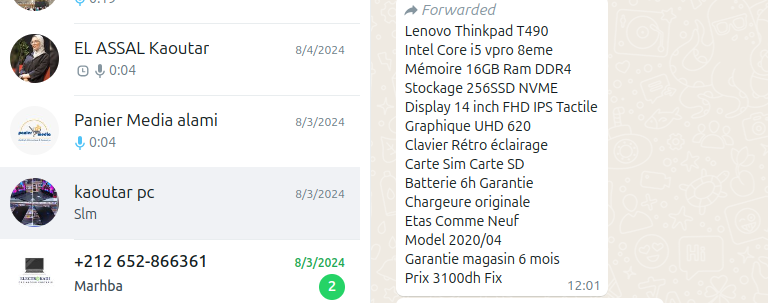 0:19
EL ASSAL Kaoutar
8/4/2024
0:04
Panier Media alami
8/3/2024
0:04
kaoutar pc
8/3/2024
Slm
+212 652-866361
8/3/2024
Marhba
2
Forwarded
Lenovo Thinkpad T490
Intel Core i5 vpro 8eme
Mémoire 16GB Ram DDR4
Stockage 256SSD NVME
Display 14 inch FHD IPS Tactile
Graphique UHD 620
Clavier Rétro éclairage
Carte Sim Carte SD
Batterie 6h Garantie
Chargeure originale
Etas Comme Neuf
Model 2020/04
Garantie magasin 6 mois
Prix 3100dh Fix
12:01